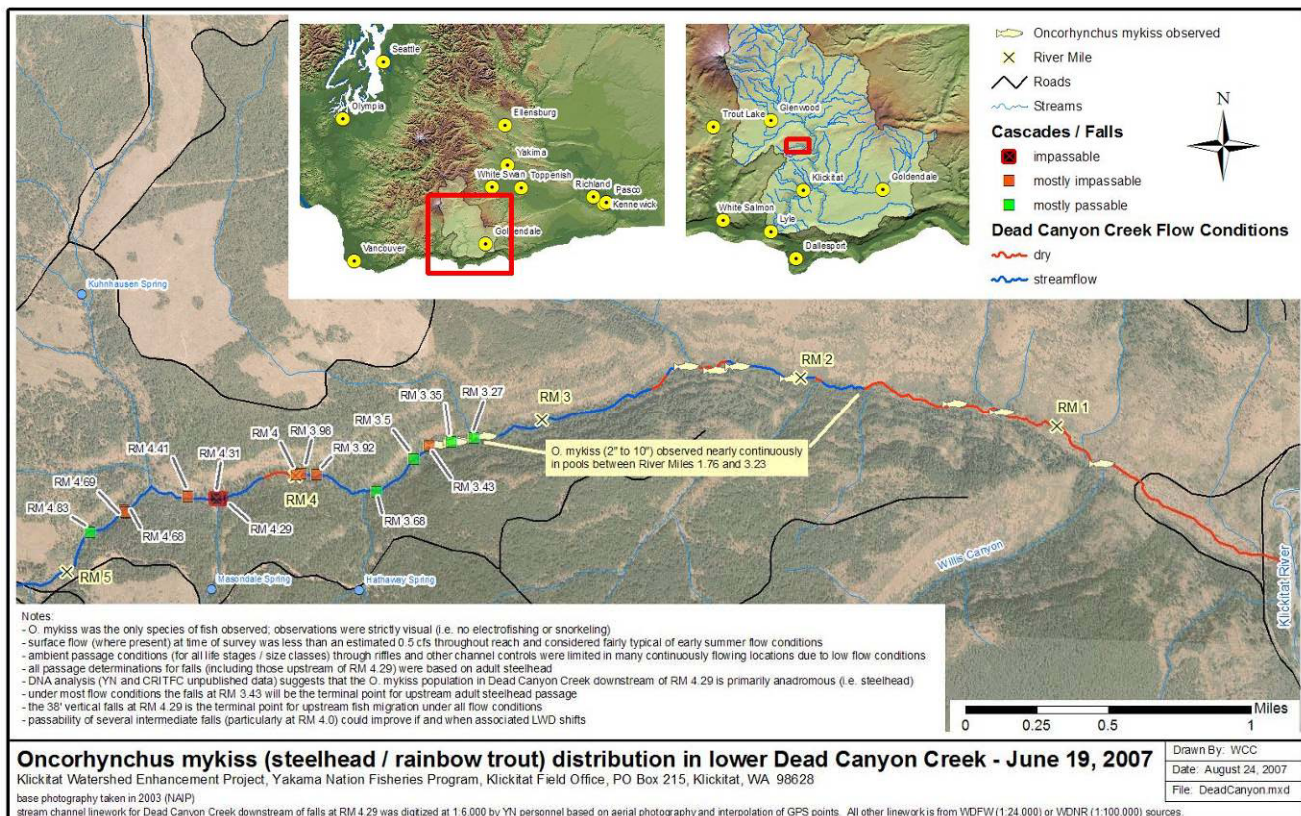 Seattle
Olympia
Ellensburg
Yakima
White Swan
Toppenish
Richland
Pasco
Kennewick
Goldendale
Vancouver
Glenwood
Trout Lake
Klickitat
Goldendale
White Salmon
Lyle
Dallesport
Oncorhynchus mykiss observed
River Mile
Roads
Streams
Cascades / Falls
impassable
mostly impassable
mostly passable
Dead Canyon Creek Flow Conditions
dry
streamflow
N
Kuhnhausen Spring
RM 2
RM 3.35
RM 3.27
RM 3
RM 1
RM 3.5
RM 4
RM 3.98
RM 3.92
RM 4.41
RM 4.31
O. mykiss (2" to 10") observed nearly continuously
in pools between River Miles 1.76 and 3.23
RM 3.43
RM 4.69
RM 4
RM 4.83
RM 3.68
RM 4.29
RM 4.68
RM 5
Masondale Spring
Hathaway Spring
Willis Canyon
Klickitat River
Notes:
- O. mykiss was the only species of fish observed; observations were strictly visual (i.e. no electrofishing or snorkeling)
- surface flow (where present) at time of survey was less than an estimated 0.5 cfs throughout reach and considered fairly typical of early summer flow conditions
- ambient passage conditions (for all life stages / size classes) through riffles and other channel controls were limited in many continuously flowing locations due to low flow conditions
- all passage determinations for falls (including those upstream of RM 4.29) were based on adult steelhead
- DNA analysis (YN and CRITFC unpublished data) suggests that the O. mykiss population in Dead Canyon Creek downstream of RM 4.29 is primarily anadromous (i.e. steelhead)
- under most flow conditions the falls at RM 3.43 will be the terminal point for upstream adult steelhead passage
- the 38' vertical falls at RM 4.29 is the terminal point for upstream fish migration under all flow conditions
- passability of several intermediate falls (particularly at RM 4.0) could improve if and when associated LWD shifts
Miles
0 0.25 0.5 1
Oncorhynchus mykiss (steelhead / rainbow trout) distribution in lower Dead Canyon Creek - June 19, 2007
Klickitat Watershed Enhancement Project, Yakama Nation Fisheries Program, Klickitat Field Office, PO Box 215, Klickitat, WA 98628
base photography taken in 2003 (NAIP)
stream channel linework for Dead Canyon Creek downstream of falls at RM 4.29 was digitized at 1:6,000 by YN personnel based on aerial photography and interpolation of GPS points. All other linework is from WDFW (1:24,000) or WDNR (1:100,000) sources.
Drawn By: WCC
Date: August 24, 2007
File: DeadCanyon.mxd